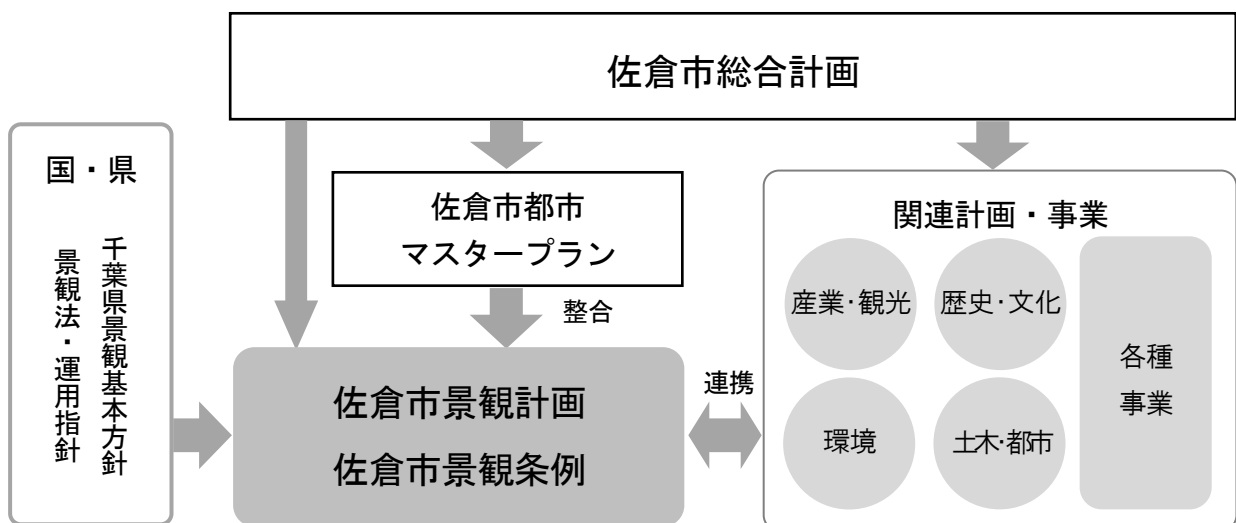 佐倉市総合計画
国・県
千葉県景観基本方針
景観法・運用指針
佐倉市都市
マスタープラン
整合
佐倉市景観計画
佐倉市景観条例
連携
関連計画・事業
産業・観光
歴史・文化
環境
土木・都市
各種
事業